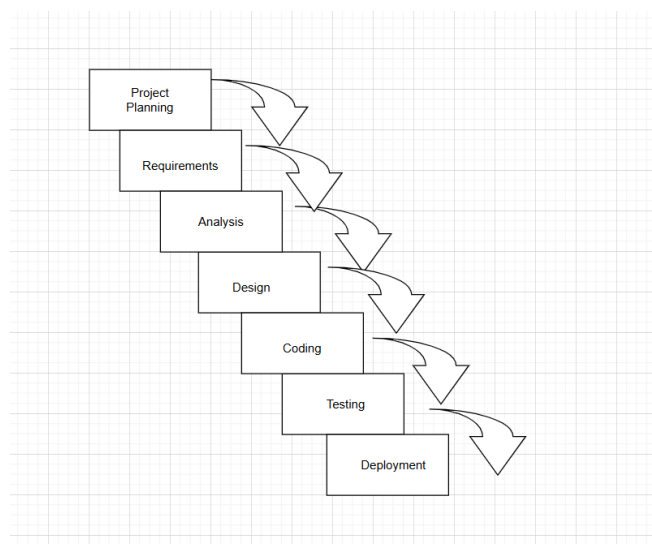 Project
Planning
Requirements
Analysis
Design
Coding
Testing
Deployment